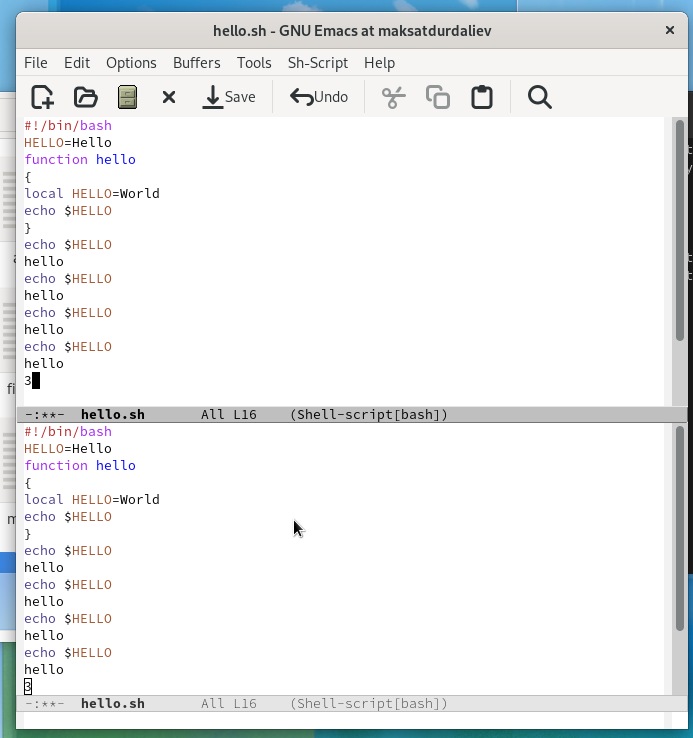 hello.sh - GNU Emacs at maksatdurdaliev
File Edit Options Buffers Tools Sh-Script Help
Save Undo
#!/bin/bash
HELLO=Hello
function hello
{
local HELLO=World
echo $HELLO
}
echo $HELLO
hello
echo $HELLO
hello
echo $HELLO
hello
echo $HELLO
hello
3
-:**- hello.sh All L16 (Shell-script[bash])
#!/bin/bash
HELLO=Hello
function hello
{
local HELLO=World
echo $HELLO
}
echo $HELLO
hello
echo $HELLO
hello
echo $HELLO
hello
echo $HELLO
hello
3
-:**- hello.sh All L16 (Shell-script[bash])